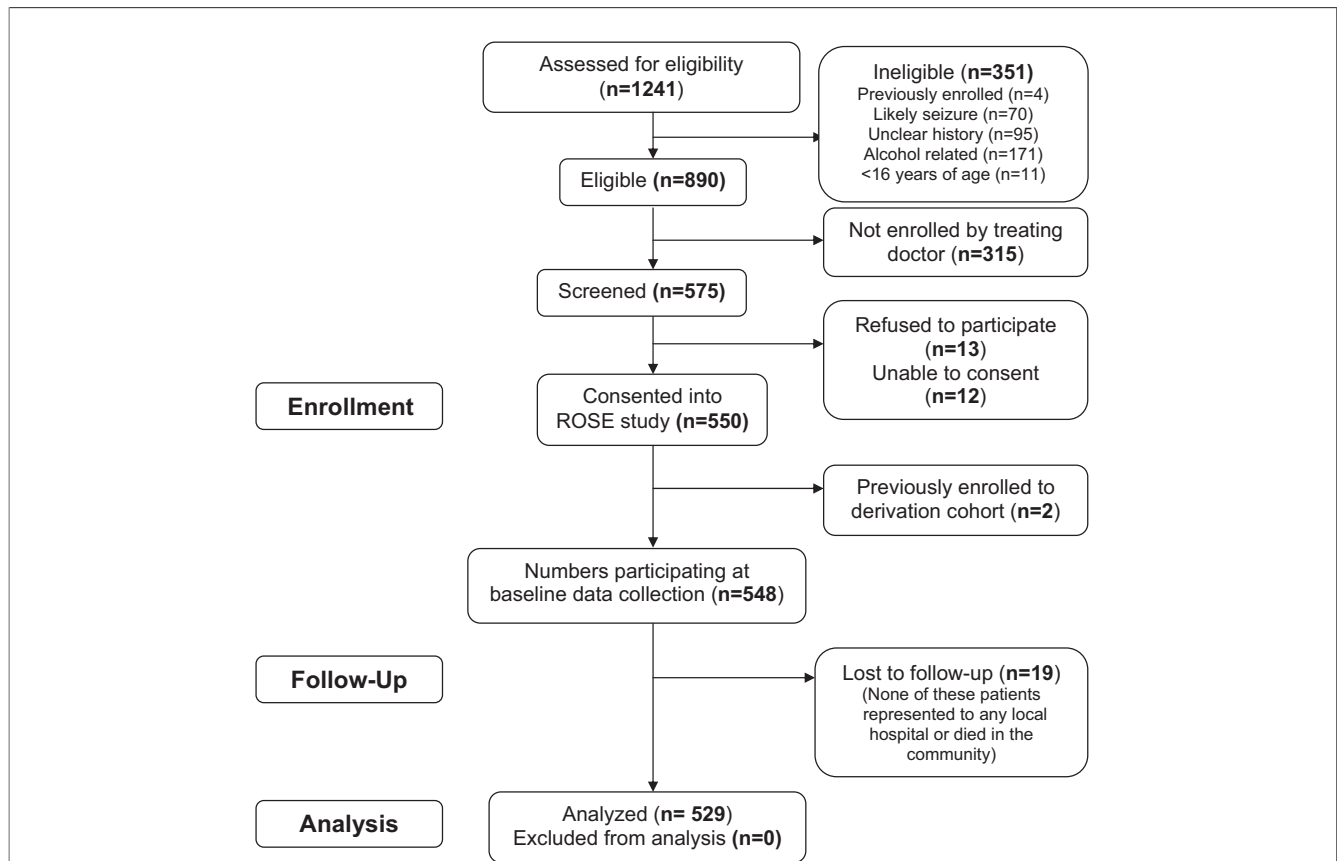 Assessed for eligibility
(n=1241)
Ineligible (n=351)
Previously enrolled (n=4)
Likely seizure (n=70)
Unclear history (n=95)
Alcohol related (n=171)
<16 years of age (n=11)
Eligible (n=890)
Not enrolled by treating
doctor (n=315)
Screened (n=575)
Refused to participate
(n=13)
Unable to consent
(n=12)
Enrollment
Consented into
ROSE study (n=550)
Previously enrolled to
derivation cohort (n=2)
Numbers participating at
baseline data collection (n=548)
Follow-Up
Lost to follow-up (n=19)
(None of these patients
represented to any local
hospital or died in the
community)
Analysis
Analyzed (n= 529)
Excluded from analysis (n=0)